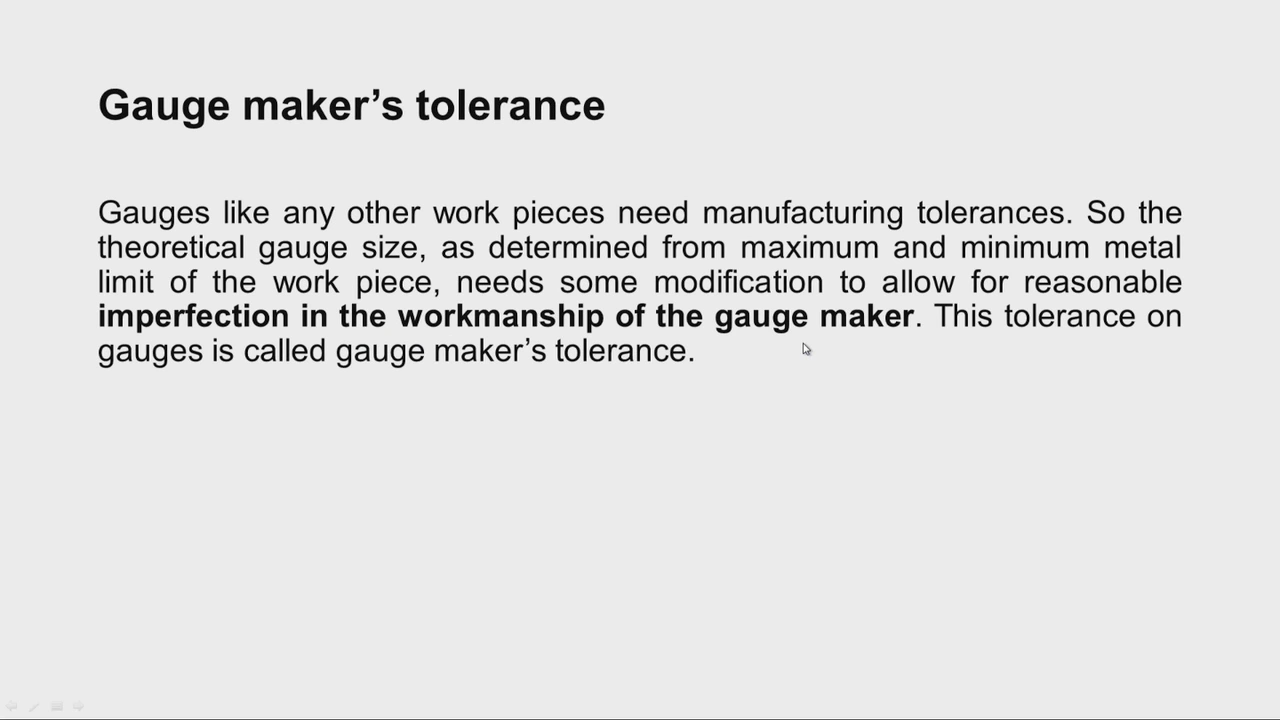 Gauge maker’s tolerance
Gauges like any other work pieces need manufacturing tolerances. So the
theoretical gauge size, as determined from maximum and minimum metal
limit of the work piece, needs some modification to allow for reasonable
imperfection in the workmanship of the gauge maker. This tolerance on
gauges is called gauge maker’s tolerance.